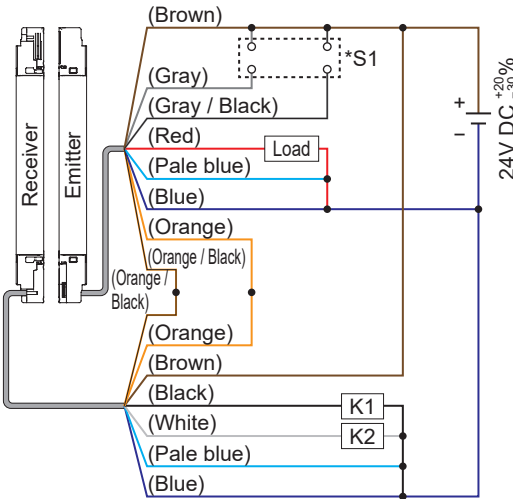 (Brown)
*S1
(Gray)
(Gray / Black)
(Red)
Load
(Pale blue)
(Blue)
(Orange)
(Orange / Black)
(Orange /
Black)
(Orange)
(Brown)
(Black)
K1
(White)
K2
(Pale blue)
(Blue)
Receiver
Emitter
+
−
24V DC +20 −30 %